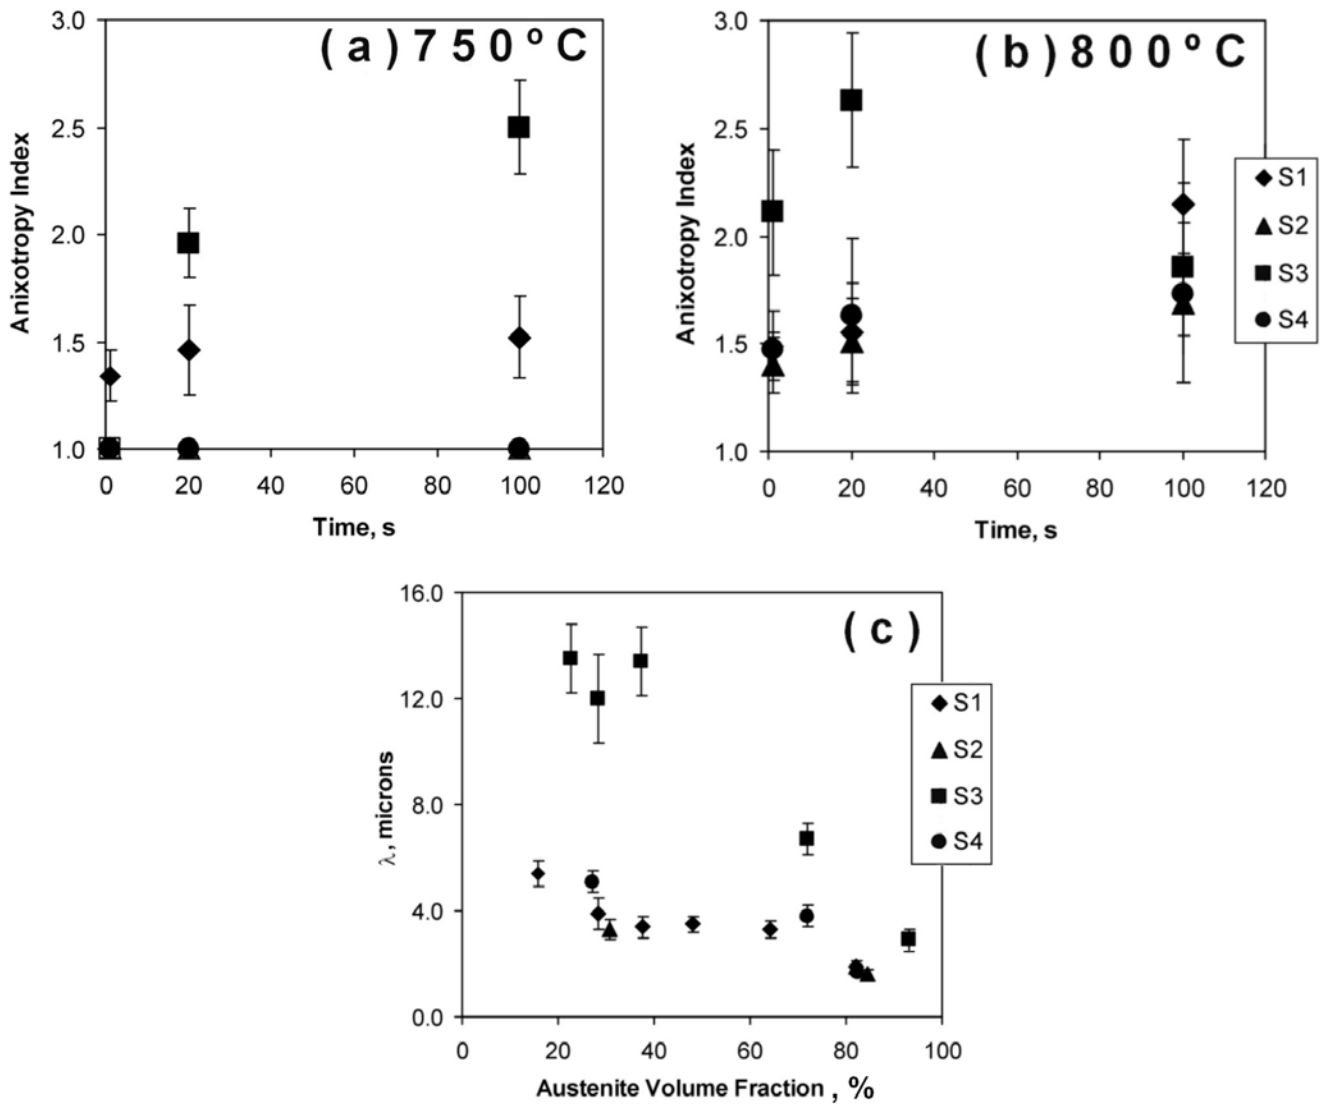 (a)750ºC
3.0
2.5
2.0
1.5
1.0
Anixotropy Index
0 20 40 60 80 100 120
Time, s
(b)800ºC
3.0
2.5
2.0
1.5
1.0
Anixotropy Index
0 20 40 60 80 100 120
Time, s
S1
S2
S3
S4
(c)
16.0
12.0
8.0
4.0
0.0
λ, microns
0 20 40 60 80 100
Austenite Volume Fraction , %
S1
S2
S3
S4